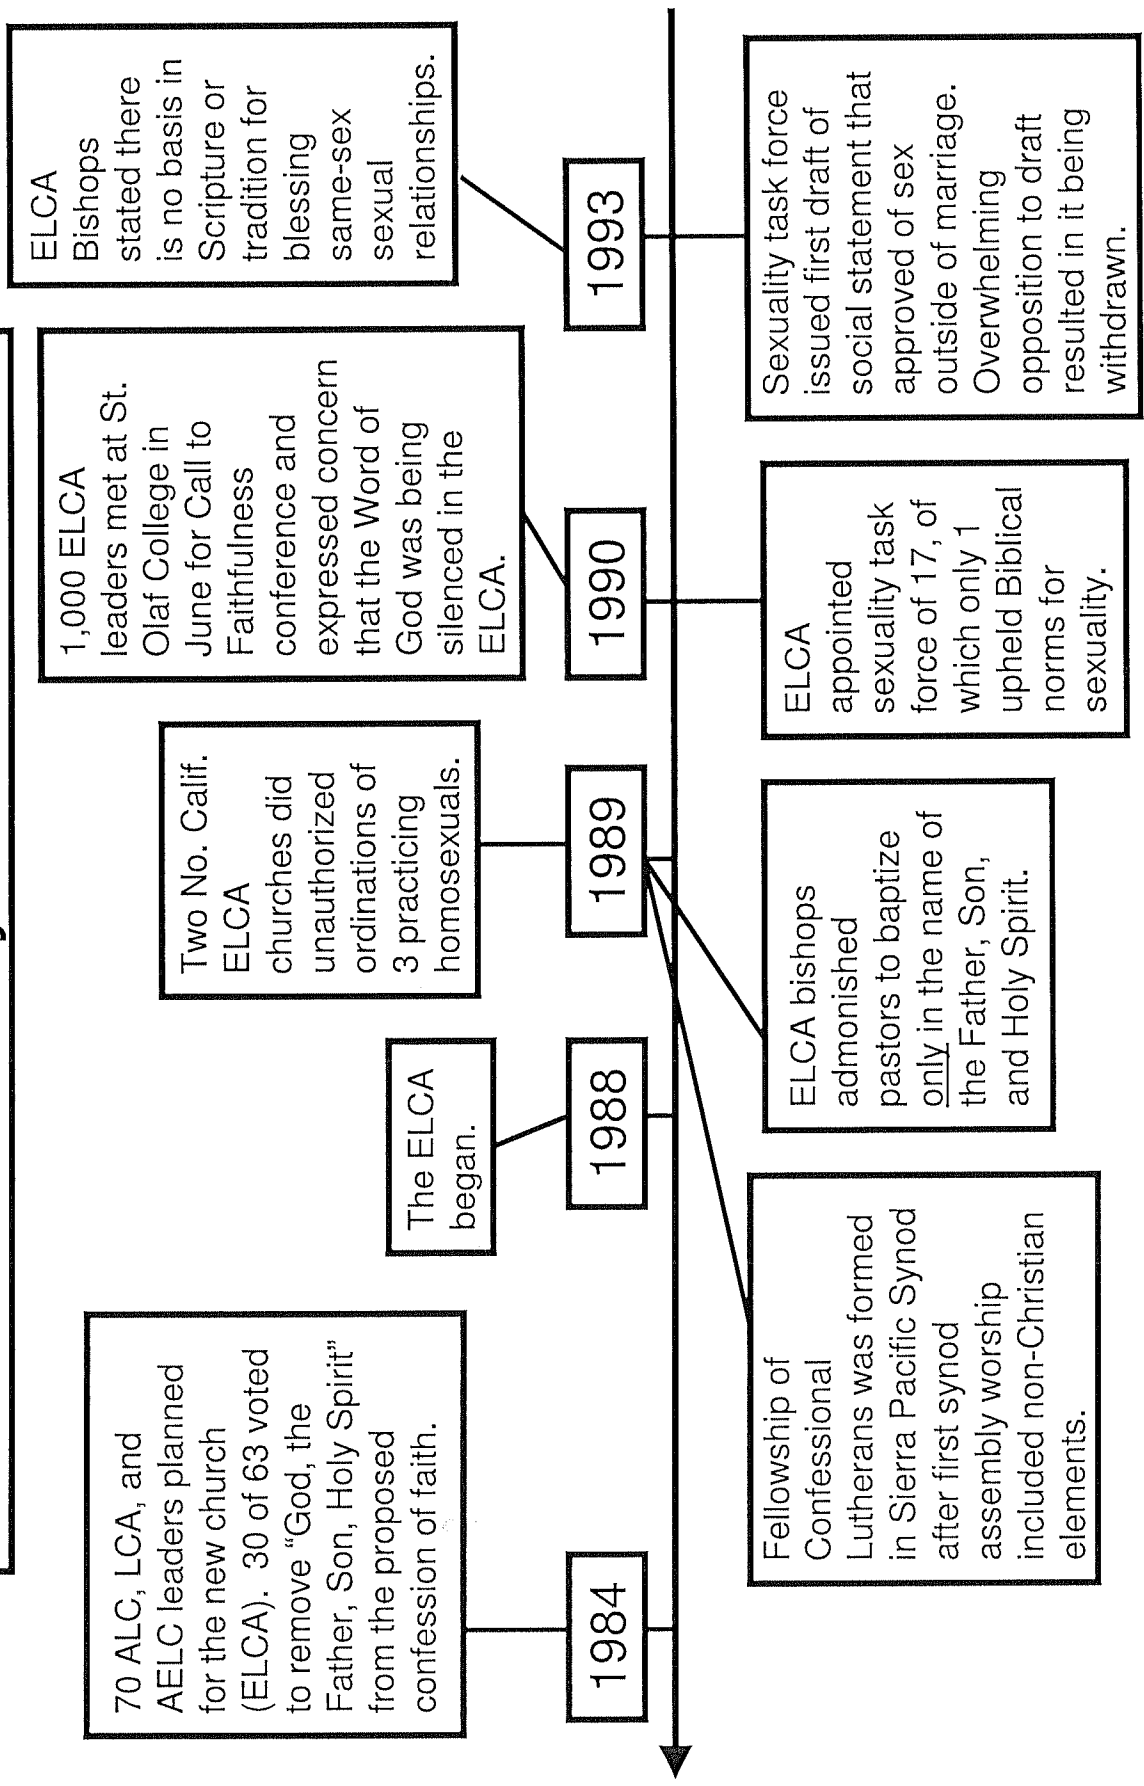 70 ALC, LCA, and
AELC leaders planned
for the new church
(ELCA). 30 of 63 voted
to remove “God, the
Father, Son, Holy Spirit”
from the proposed
confession of faith.
1984
The ELCA
began.
1988
Two No. Calif.
ELCA
churches did
unauthorized
ordinations of
3 practicing
homosexuals.
1989
Fellowship of
Confessional
Lutherans was formed
in Sierra Pacific Synod
after first synod
assembly worship
included non-Christian
elements.
ELCA bishops
admonished
pastors to baptize
only in the name of
the Father, Son,
and Holy Spirit.
1,000 ELCA
leaders met at St.
Olaf College in
June for Call to
Faithfulness
conference and
expressed concern
that the Word of
God was being
silenced in the
ELCA.
1990
ELCA
appointed
sexuality task
force of 17, of
which only 1
upheld Biblical
norms for
sexuality.
ELCA
Bishops
stated there
is no basis in
Scripture or
tradition for
blessing
same-sex
sexual
relationships.
1993
Sexuality task force
issued first draft of
social statement that
approved of sex
outside of marriage.
Overwhelming
opposition to draft
resulted in it being
withdrawn.